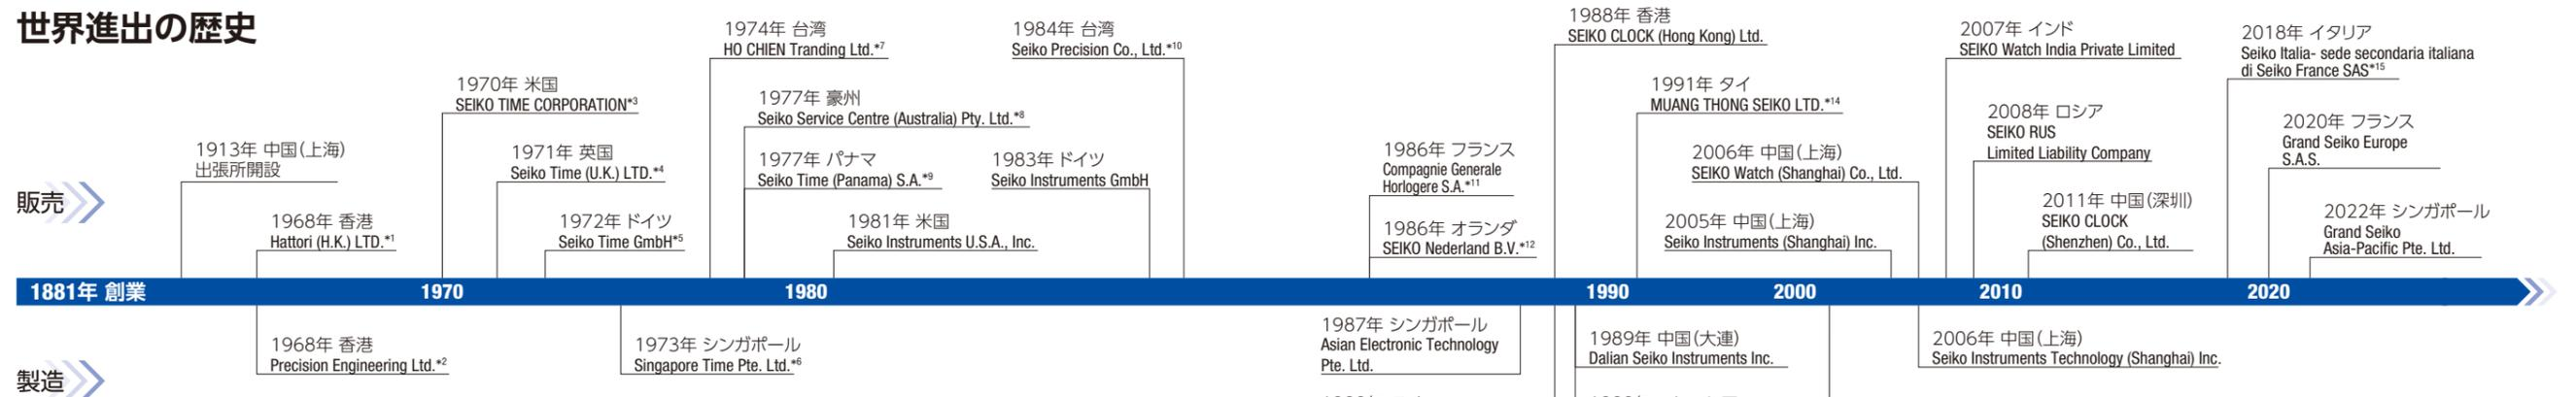 世界進出の歴史
販売
1913年 中国（上海）
出張所開設
1968年 香港
Hattori (H.K.) LTD.*1
1970年 米国
SEIKO TIME CORPORATION*3
1971年 英国
Seiko Time (U.K.) LTD.*4
1972年 ドイツ
Seiko Time GmbH*5
1974年 台湾
HO CHIEN Tranding Ltd.*7
1977年 豪州
Seiko Service Centre (Australia) Pty. Ltd.*8
1977年 パナマ
Seiko Time (Panama) S.A.*9
1981年 米国
Seiko Instruments U.S.A., Inc.
1983年 ドイツ
Seiko Instruments GmbH
1984年 台湾
Seiko Precision Co., Ltd.*10
1986年 フランス
Compagnie Generale
Horlogere S.A.*11
1986年 オランダ
SEIKO Nederland B.V.*12
1988年 香港
SEIKO CLOCK (Hong Kong) Ltd.
1991年 タイ
MUANG THONG SEIKO LTD.*14
2006年 中国（上海）
SEIKO Watch (Shanghai) Co., Ltd.
2005年 中国（上海）
Seiko Instruments (Shanghai) Inc.
2007年 インド
SEIKO Watch India Private Limited
2008年 ロシア
SEIKO RUS
Limited Liability Company
2011年 中国（深圳）
SEIKO CLOCK
(Shenzhen) Co., Ltd.
2018年 イタリア
Seiko Italia- sede secondaria italiana
di Seiko France SAS*15
2020年 フランス
Grand Seiko Europe
S.A.S.
2022年 シンガポール
Grand Seiko
Asia-Pacific Pte. Ltd.
1881年 創業
1970
1980
1990
2000
2010
2020
製造
1968年 香港
Precision Engineering Ltd.*2
1973年 シンガポール
Singapore Time Pte. Ltd.*6
1987年 シンガポール
Asian Electronic Technology
Pte. Ltd.
1989年 中国（大連）
Dalian Seiko Instruments Inc.
2006年 中国（上海）
Seiko Instruments Technology (Shanghai) Inc.